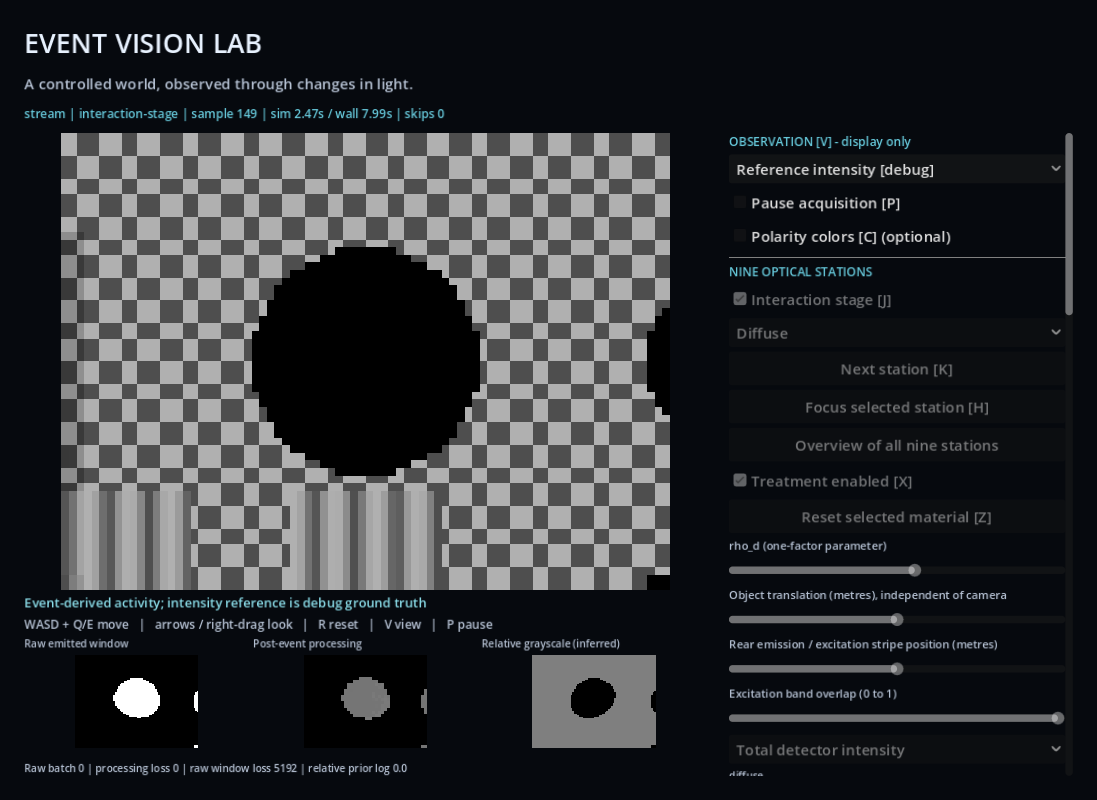 EVENT VISION LAB
A controlled world, observed through changes in light.
stream | interaction-stage | sample 149 | sim 2.47s / wall 7.99s | skips 0
OBSERVATION [V] - display only
Reference intensity [debug]
Pause acquisition [P]
Polarity colors [C] (optional)
NINE OPTICAL STATIONS
Interaction stage [J]
Diffuse
Next station [K]
Focus selected station [H]
Overview of all nine stations
Treatment enabled [X]
Reset selected material [Z]
rho_d (one-factor parameter)
Object translation (metres), independent of camera
Rear emission / excitation stripe position (metres)
Excitation band overlap (0 to 1)
Total detector intensity
diffuse
Event-derived activity; intensity reference is debug ground truth
WASD + Q/E move | arrows / right-drag look | R reset | V view | P pause
Raw emitted window
Post-event processing
Relative grayscale (inferred)
Raw batch 0 | processing loss 0 | raw window loss 5192 | relative prior log 0.0